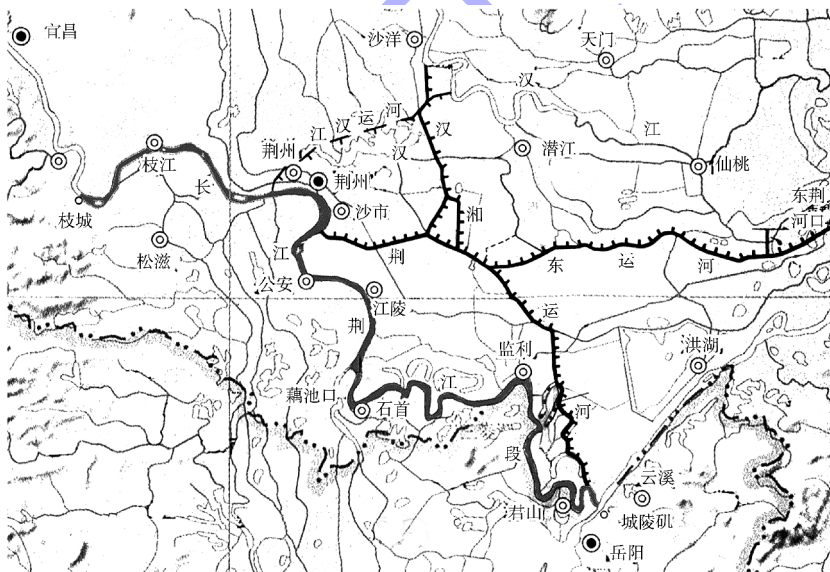 宜昌
沙洋
天门
汉
江汉运河
汉
汉
江
荆州
潜江
枝江
荆州
仙桃
长
东荆
河口
枝城
沙市
湘
松滋
江
荆
东运河
公安
江陵
运
荆
监利
洪湖
藕池口
江
石首
河
段
云溪
君山
城陵矶
岳阳